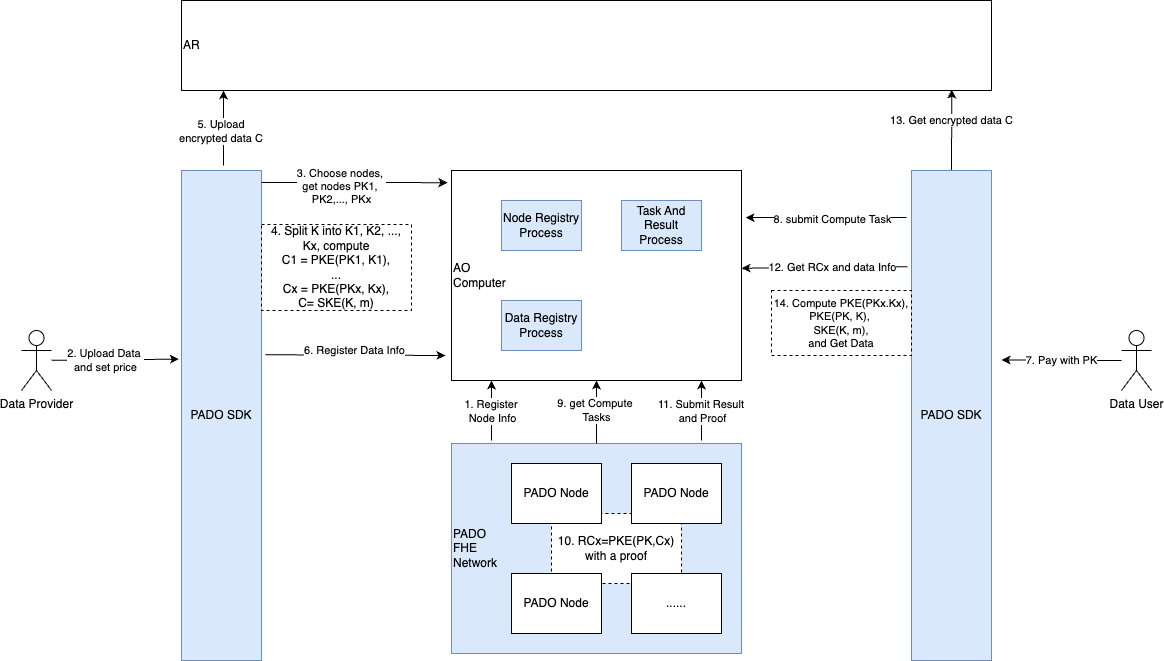 AR
5. Upload
encrypted data C
13. Get encrypted data C
3. Choose nodes,
get nodes PK1,
PK2,..., PKx
4. Split K into K1, K2, ...,
Kx, compute
C1 = PKE(PK1, K1),
...
Cx = PKE(PKx, Kx),
C= SKE(K, m)
Node Registry
Process
Task And
Result
Process
AO
Computer
Data Registry
Process
8. submit Compute Task
12. Get RCx and data Info
14. Compute PKE(PKx.Kx),
PKE(PK, K),
SKE(K, m),
and Get Data
2. Upload Data
and set price
Data Provider
6. Register Data Info
7. Pay with PK
Data User
PADO SDK
PADO SDK
1. Register
Node Info
9. get Compute
Tasks
11. Submit Result
and Proof
PADO Node
PADO Node
PADO
FHE
Network
10. RCx=PKE(PK,Cx)
with a proof
PADO Node
......